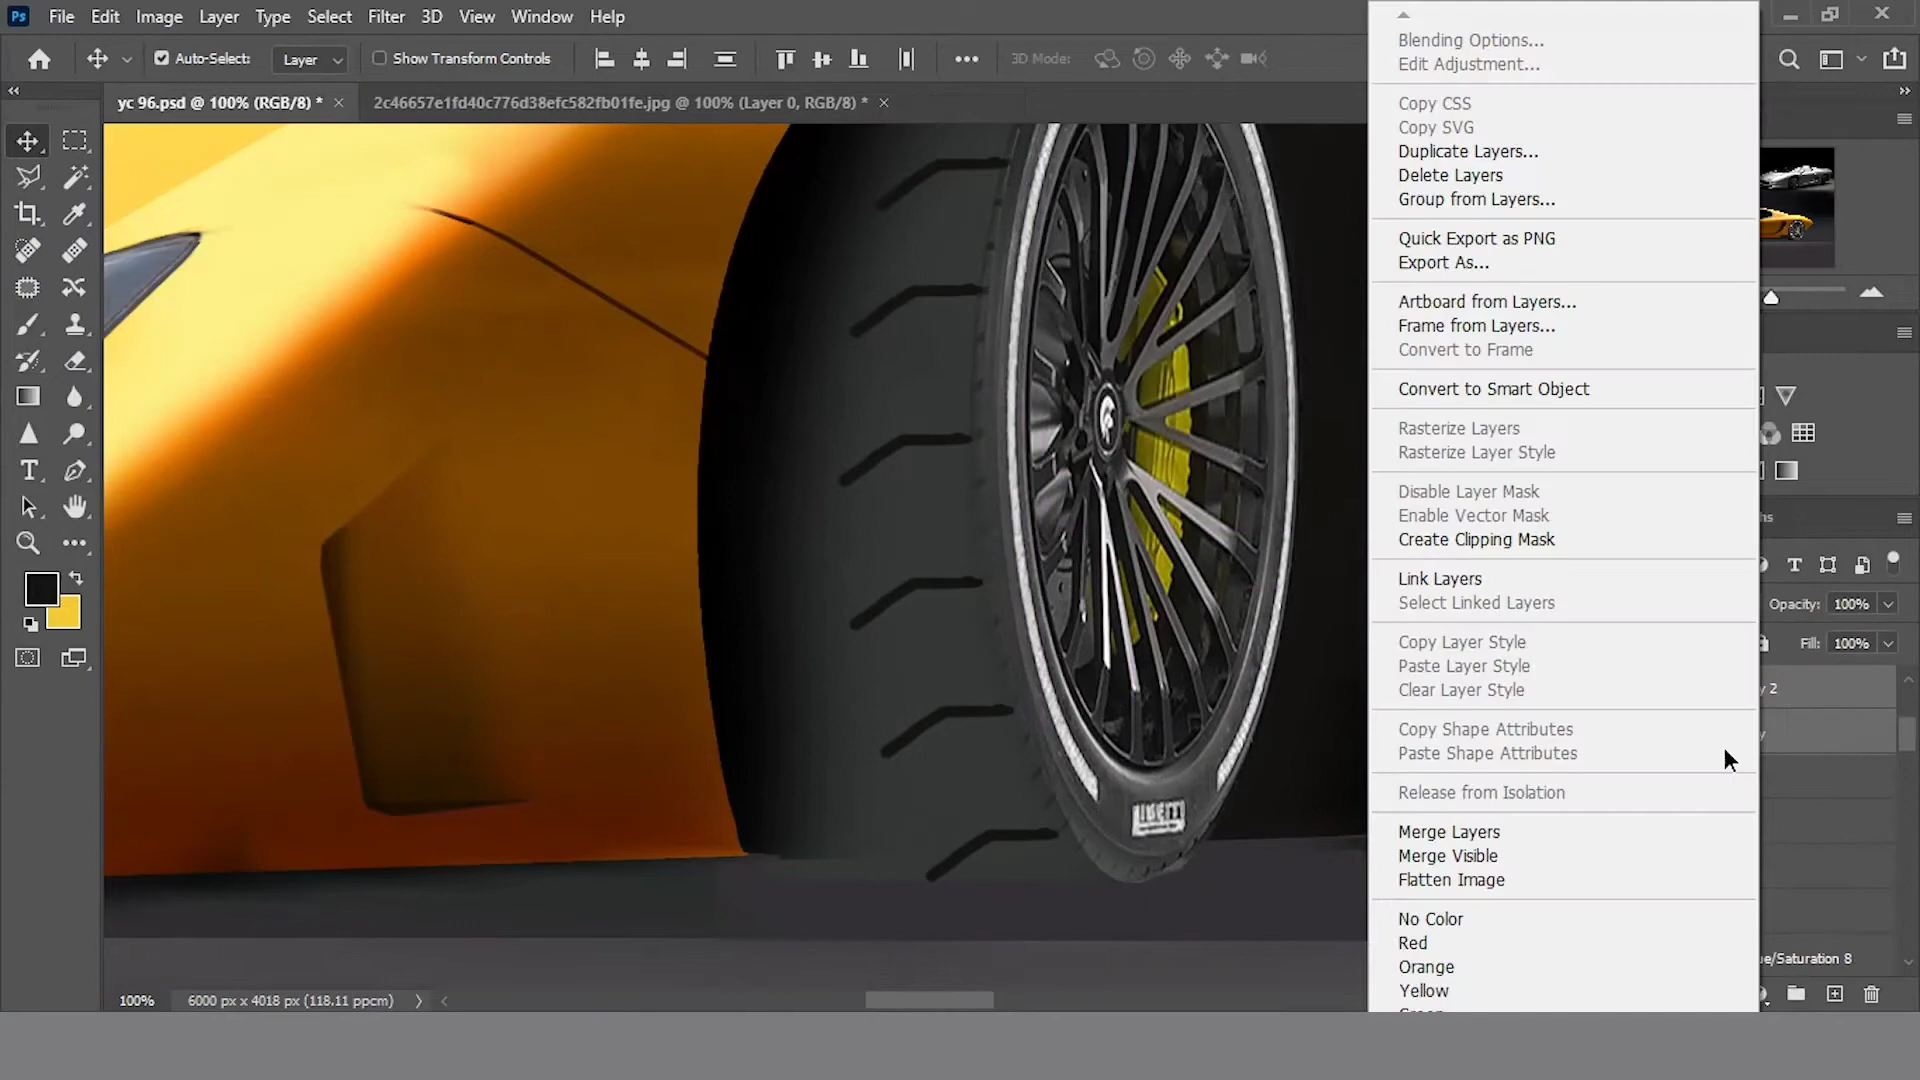 Ps File Edit Image Layer Type Select Filter 3D View Window Help
Auto-Select: Layer Show Transform Controls 3D Mode:
yc 96.psd @ 100% (RGB/8) * 2c46657e1fd40c776d38efc582fb01fe.jpg @ 100% (Layer 0, RGB/8) *
Blending Options...
Edit Adjustment...
Copy CSS
Copy SVG
Duplicate Layers...
Delete Layers
Group from Layers...
Quick Export as PNG
Export As...
Artboard from Layers...
Frame from Layers...
Convert to Frame
Convert to Smart Object
Rasterize Layers
Rasterize Layer Style
Disable Layer Mask
Enable Vector Mask
Create Clipping Mask
Link Layers
Select Linked Layers
Copy Layer Style
Paste Layer Style
Clear Layer Style
Copy Shape Attributes
Paste Shape Attributes
Release from Isolation
Merge Layers
Merge Visible
Flatten Image
No Color
Red
Orange
Yellow
hs
Opacity: 100%
Fill: 100%
y 2
y
ue/Saturation 8
100% 6000 px x 4018 px (118.11 ppcm)